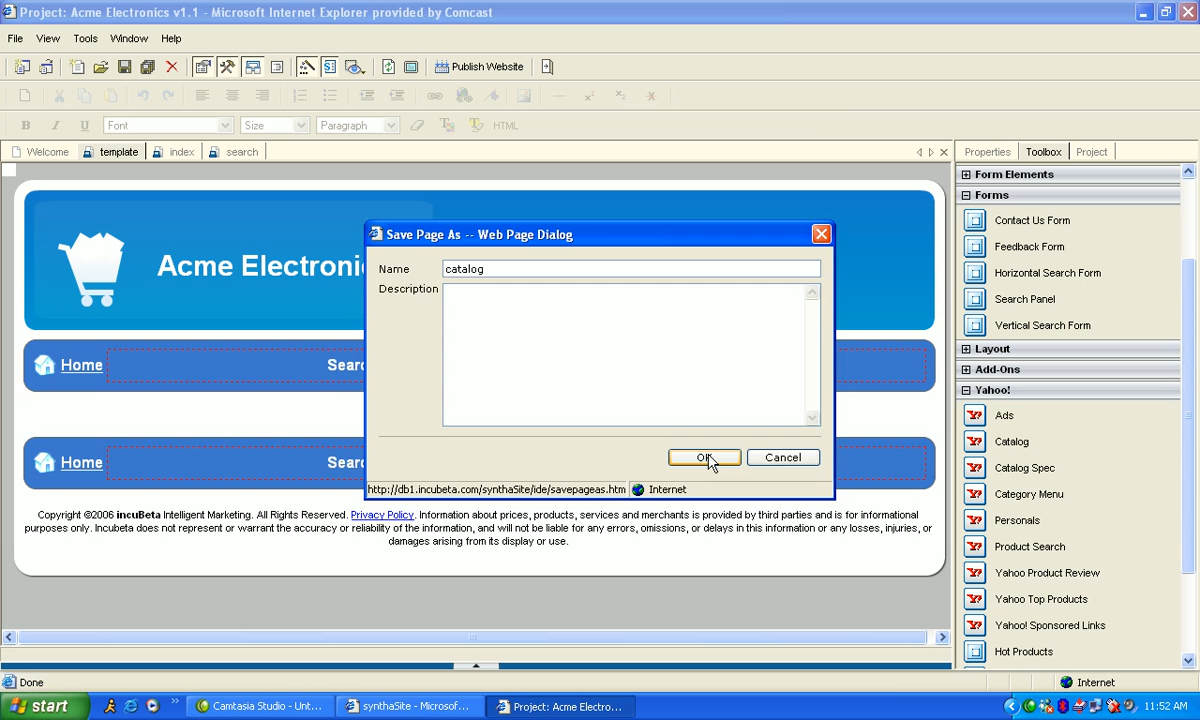 Project: Acme Electronics v1.1 - Microsoft Internet Explorer provided by Comcast
File View Tools Window Help
Publish Website
B I U Font Size Paragraph HTML
Welcome template index search
Properties Toolbox Project
Form Elements
Forms
Contact Us Form
Feedback Form
Horizontal Search Form
Search Panel
Vertical Search Form
Layout
Add-Ons
Yahoo!
Ads
Catalog
Catalog Spec
Category Menu
Personals
Product Search
Yahoo Product Review
Yahoo Top Products
Yahoo! Sponsored Links
Hot Products
Acme Electroni
Home Sear
Home Sear
Save Page As -- Web Page Dialog
Name catalog
Description
OK Cancel
http://db1.incubeta.com/synthaSite/ide/savepageas.htm Internet
Copyright ©2006 incuBeta Intelligent Marketing. All Rights Reserved. Privacy Policy. Information about prices, products, services and merchants is provided by third parties and is for informational
purposes only. Incubeta does not represent or warrant the accuracy or reliability of the information, and will not be liable for any errors, omissions, or delays in this information or any losses, injuries, or
damages arising from its display or use.
Done Internet
start Camtasia Studio - Unt... synthaSite - Microsof... Project: Acme Electro... 11:52 AM